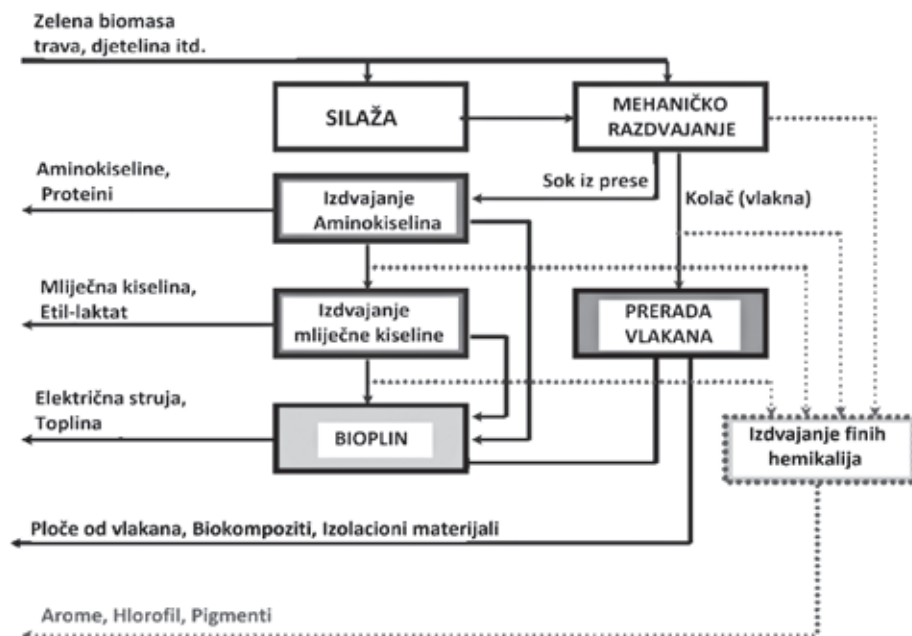 Zelena biomasa
trava, djetelina itd.
SILAŽA
MEHANIČKO
RAZDVAJANJE
Aminokiseline,
Proteini
Izdvajanje
Aminokiselina
Sok iz prese
Kolač (vlakna)
Mliječna kiselina,
Etil-laktat
Izdvajanje
mliječne kiseline
PRERADA
VLAKANA
Električna struja,
Toplina
BIOPLIN
Izdvajanje finih
hemikalija
Ploče od vlakana, Biokompoziti, Izolacioni materijali
Arome, Hlorofil, Pigmenti